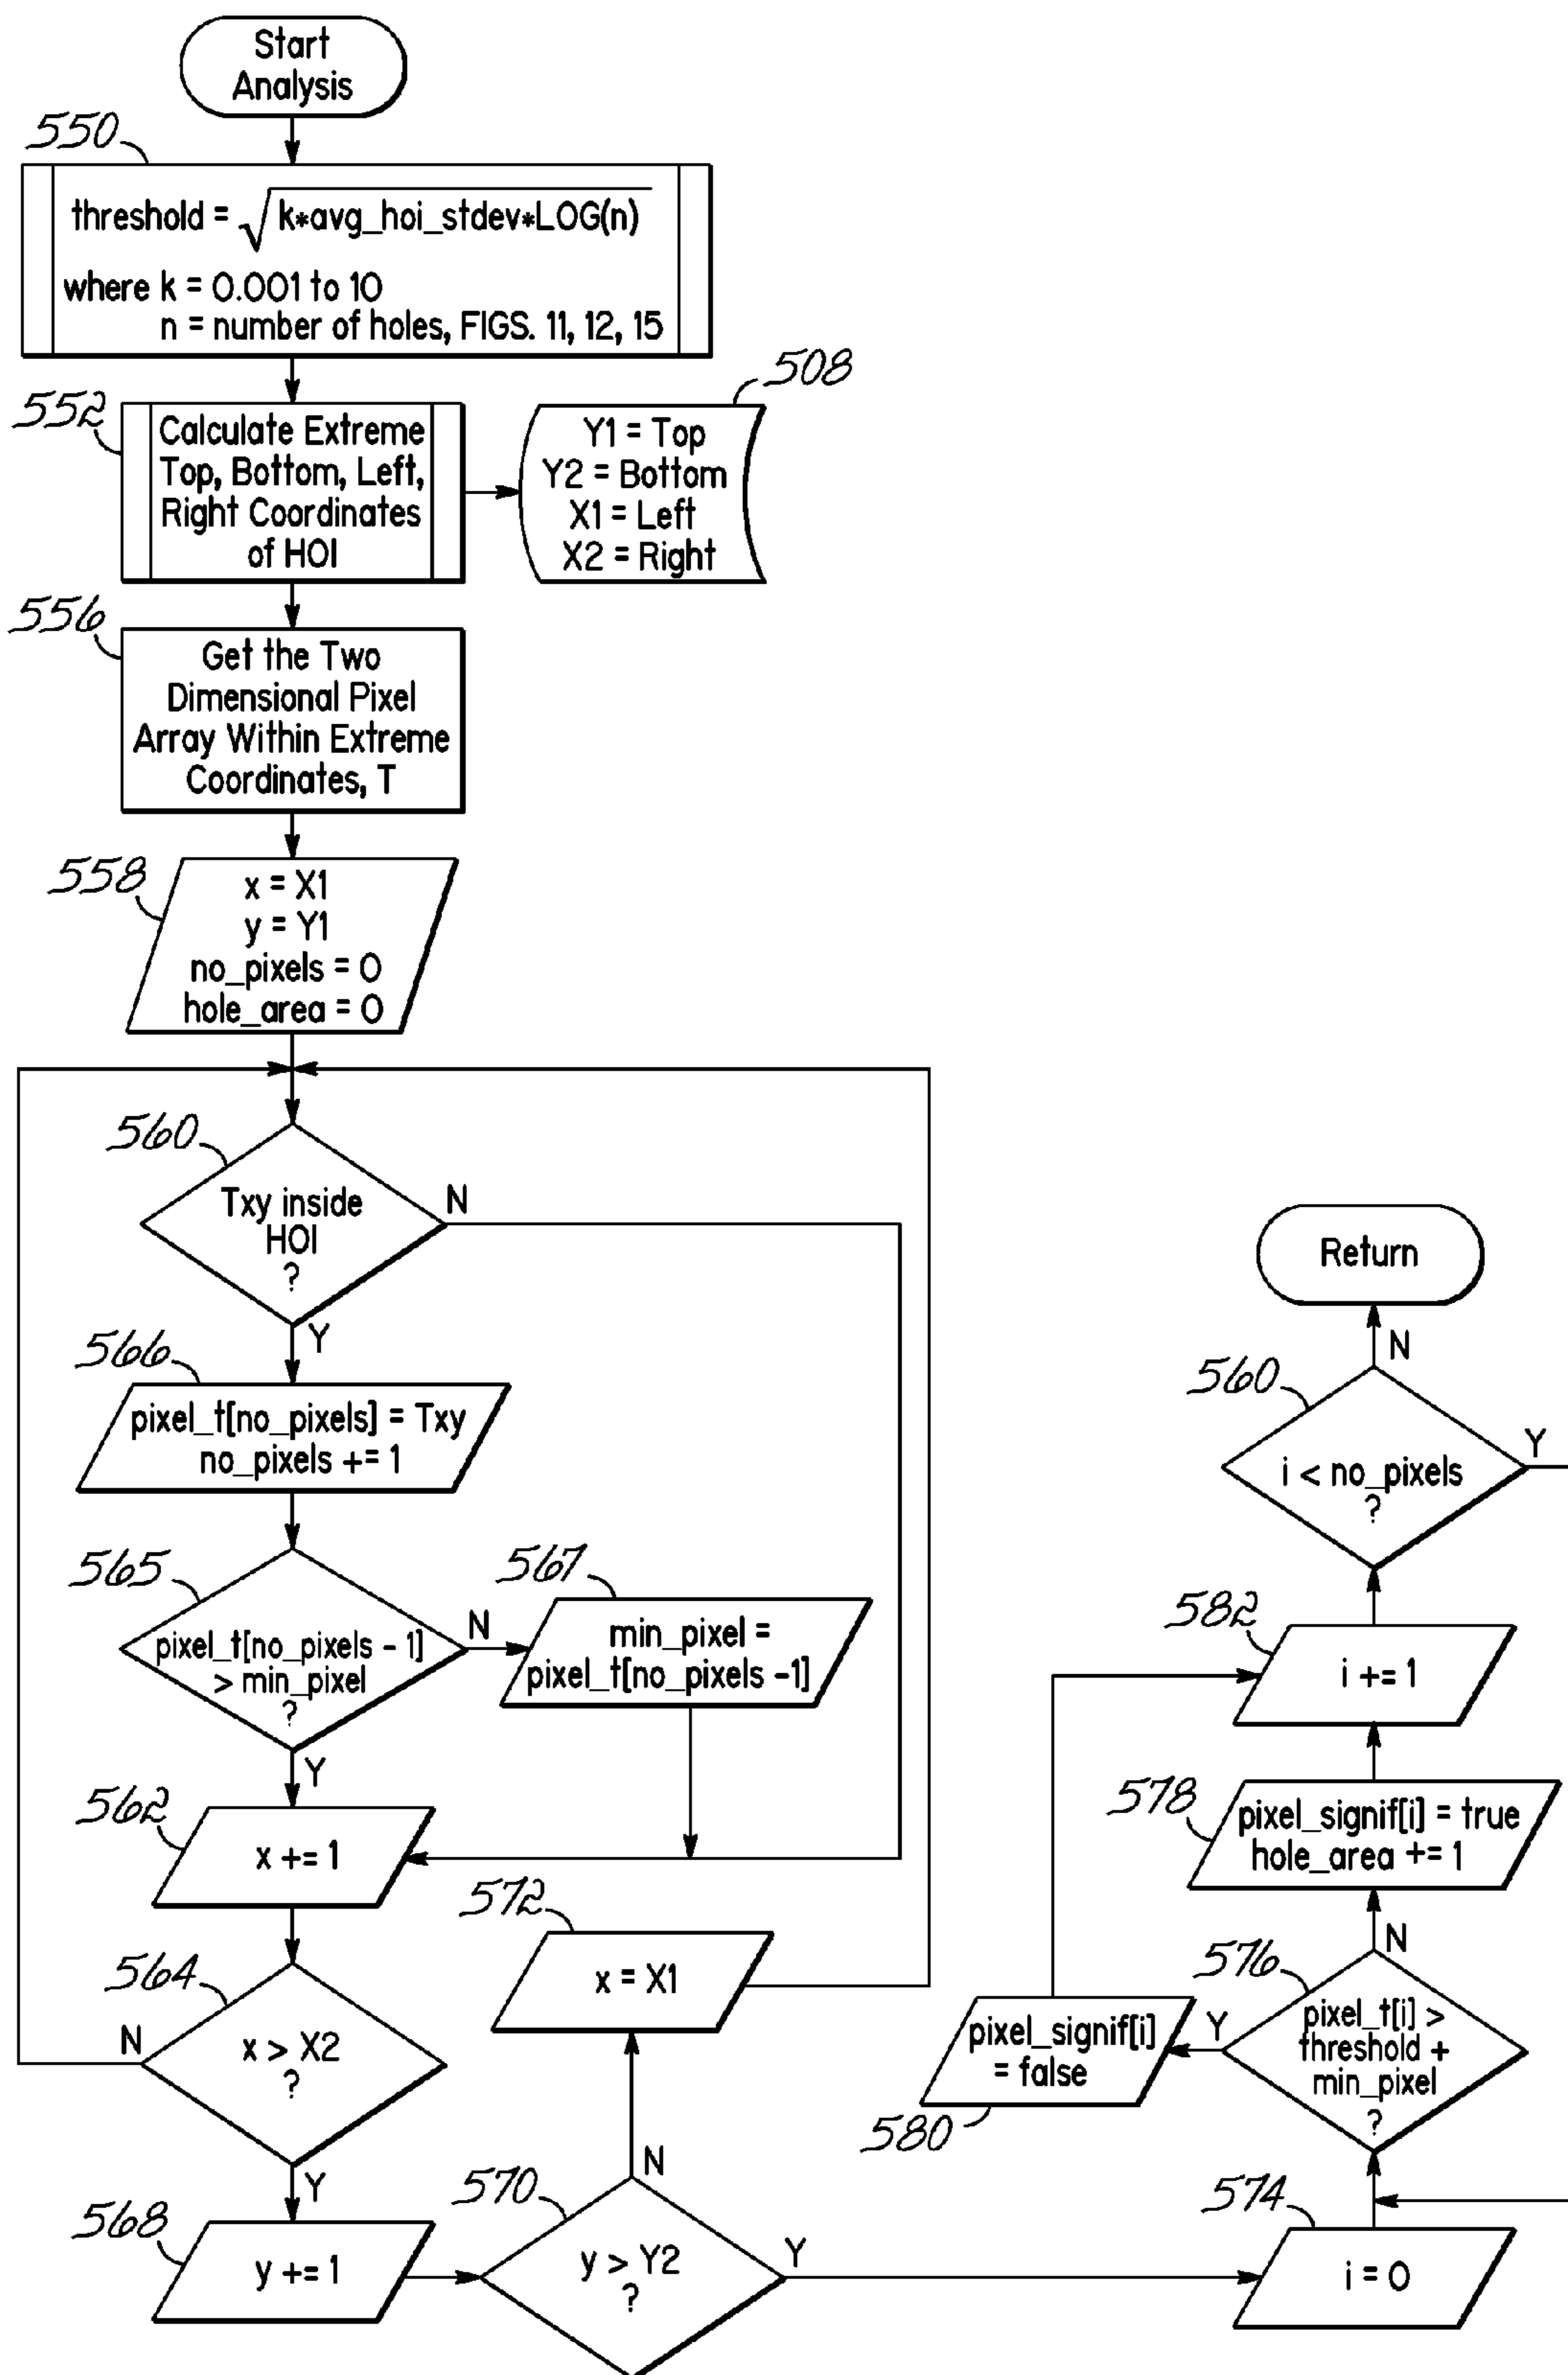 Start
Analysis
550
threshold = √k*avg_hoi_stdev*LOG(n)
where k = 0.001 to 10
n = number of holes, FIGS. 11, 12, 15
552
Calculate Extreme
Top, Bottom, Left,
Right Coordinates
of HOI
508
Y1 = Top
Y2 = Bottom
X1 = Left
X2 = Right
556
Get the Two
Dimensional Pixel
Array Within Extreme
Coordinates, T
558
x = X1
y = Y1
no_pixels = 0
hole_area = 0
560
Txy inside
HOI
?
N
Y
566
pixel_t[no_pixels] = Txy
no_pixels += 1
565
pixel_t[no_pixels - 1]
> min_pixel
?
N
Y
567
min_pixel =
pixel_t[no_pixels -1]
562
x += 1
564
x > X2
?
N
Y
568
y += 1
570
y > Y2
?
N
Y
572
x = X1
574
i = 0
576
pixel_t[i] >
threshold +
min_pixel
?
Y
N
580
pixel_signif[i]
= false
578
pixel_signif[i] = true
hole_area += 1
582
i += 1
560
i < no_pixels
?
Y
N
Return